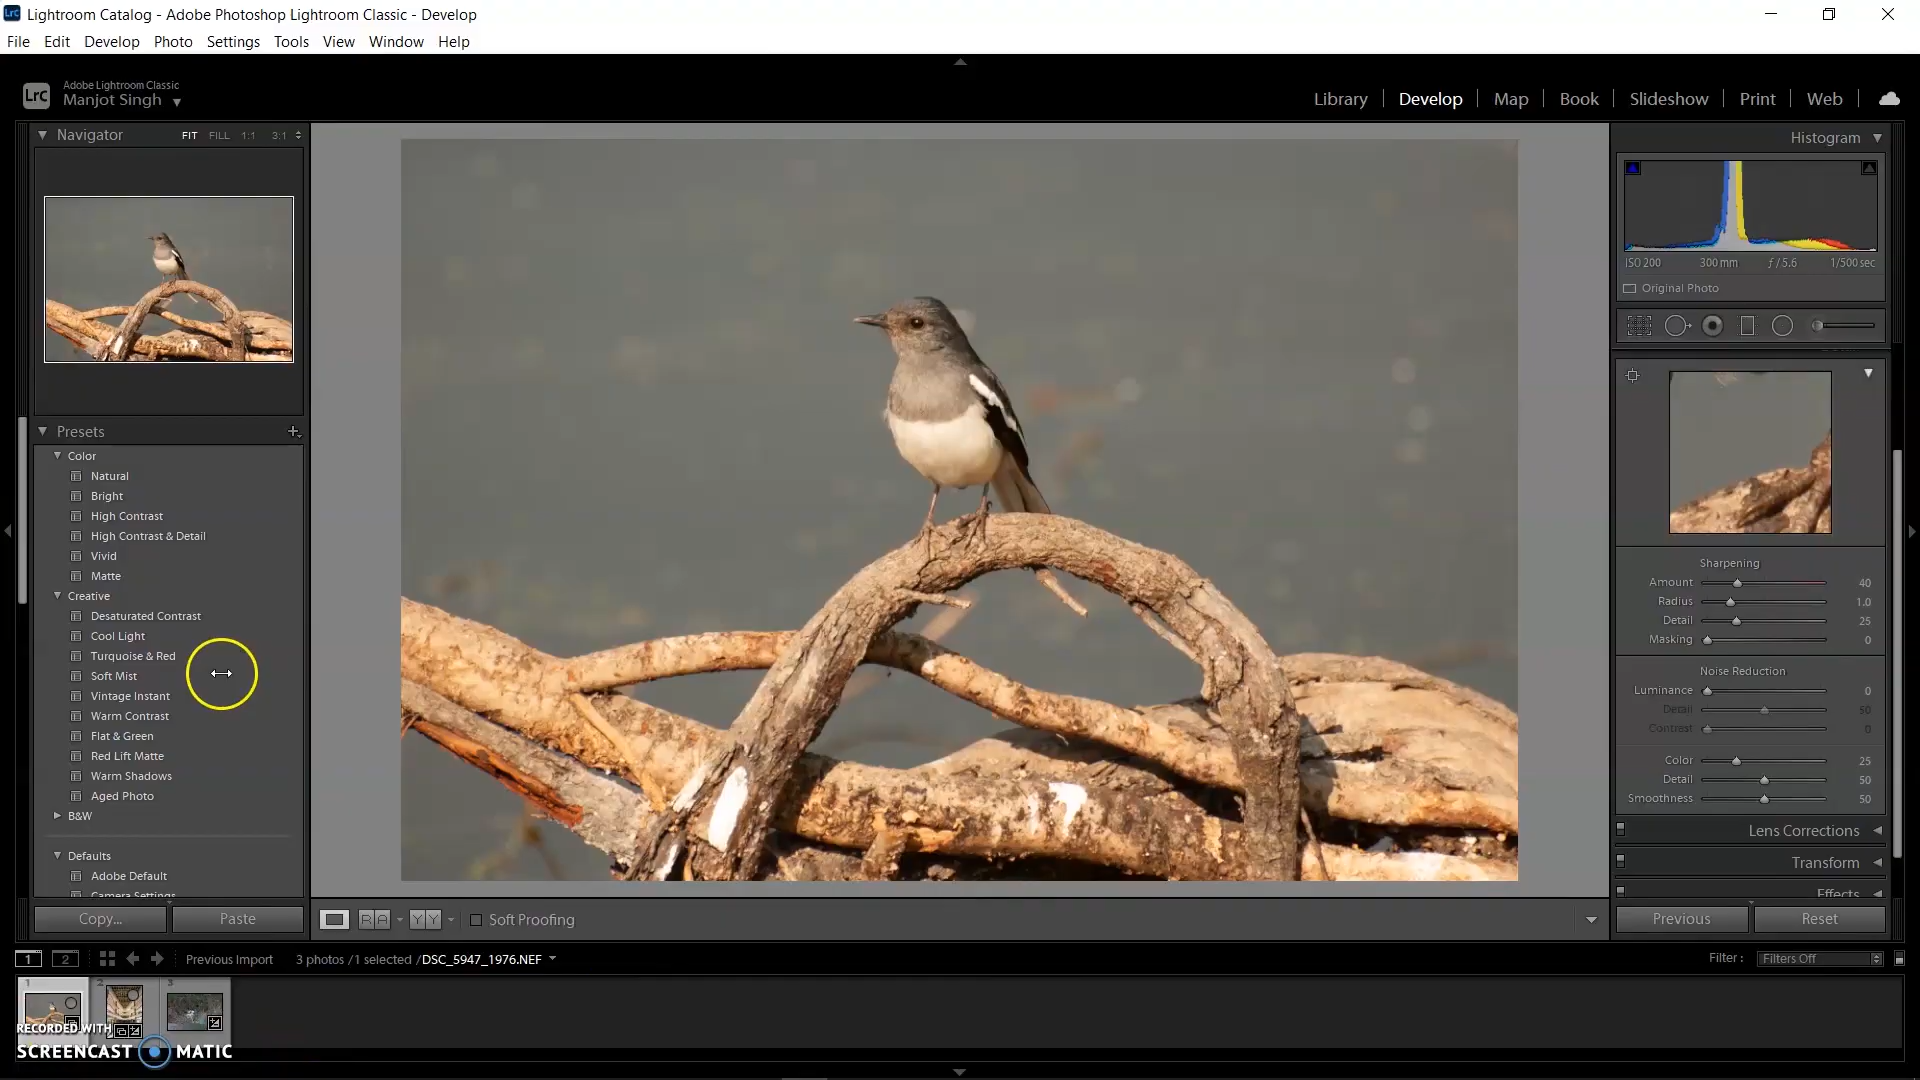 Lightroom Catalog - Adobe Photoshop Lightroom Classic - Develop
File Edit Develop Photo Settings Tools View Window Help
LrC Adobe Lightroom Classic
Manjot Singh
Library Develop Map Book Slideshow Print Web
Navigator FIT FILL 1:1 3:1
Histogram
ISO 200 300 mm ƒ / 5.6 1/500 sec
Original Photo
Presets
Color
Natural
Bright
High Contrast
High Contrast & Detail
Vivid
Matte
Creative
Desaturated Contrast
Cool Light
Turquoise & Red
Soft Mist
Vintage Instant
Warm Contrast
Flat & Green
Red Lift Matte
Warm Shadows
Aged Photo
B&W
Defaults
Adobe Default
Camera Settings
Copy... Paste
Sharpening
Amount 40
Radius 1.0
Detail 25
Masking 0
Noise Reduction
Luminance 0
Detail 50
Contrast 0
Color 25
Detail 50
Smoothness 50
Lens Corrections
Transform
Effects
Previous Reset
R A Y Y Soft Proofing
1 2 Previous Import 3 photos / 1 selected / DSC_5947_1976.NEF
Filter : Filters Off
1 2 3
RECORDED WITH
SCREENCAST MATIC